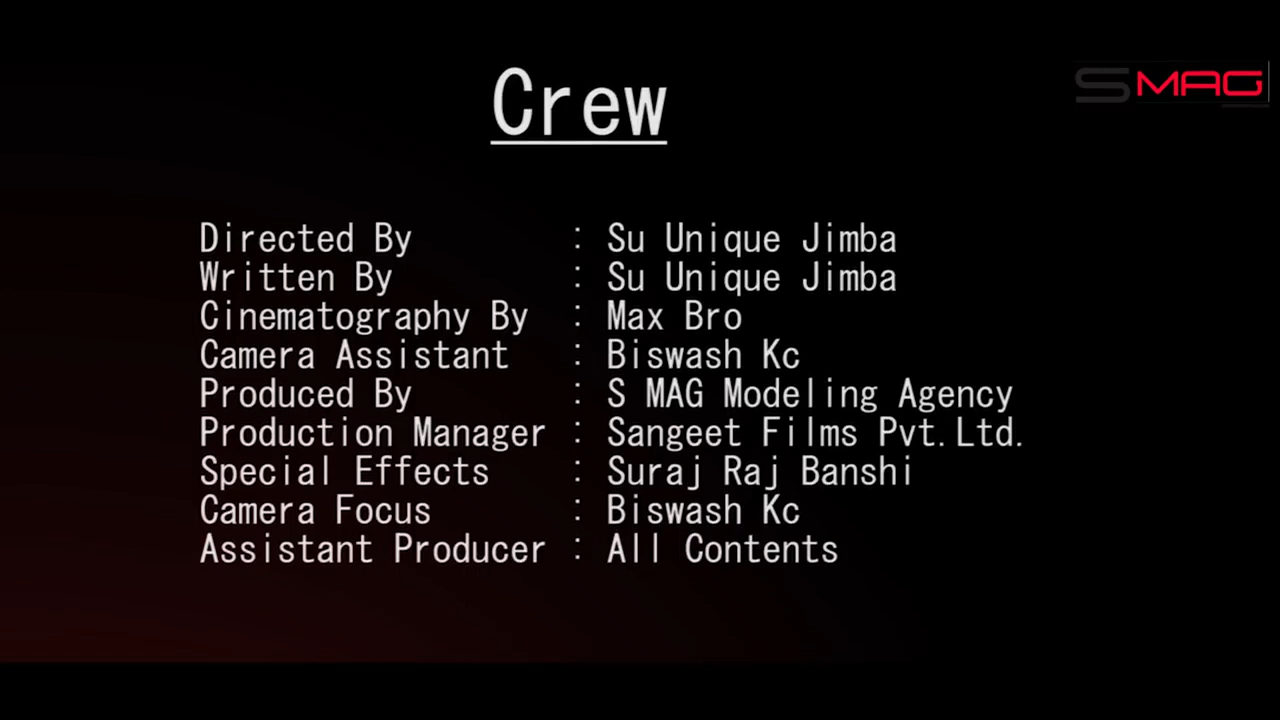 S MAG
Crew
Directed By : Su Unique Jimba
Written By : Su Unique Jimba
Cinematography By : Max Bro
Camera Assistant : Biswash Kc
Produced By : S MAG Modeling Agency
Production Manager : Sangeet Films Pvt.Ltd.
Special Effects : Suraj Raj Banshi
Camera Focus : Biswash Kc
Assistant Producer : All Contents